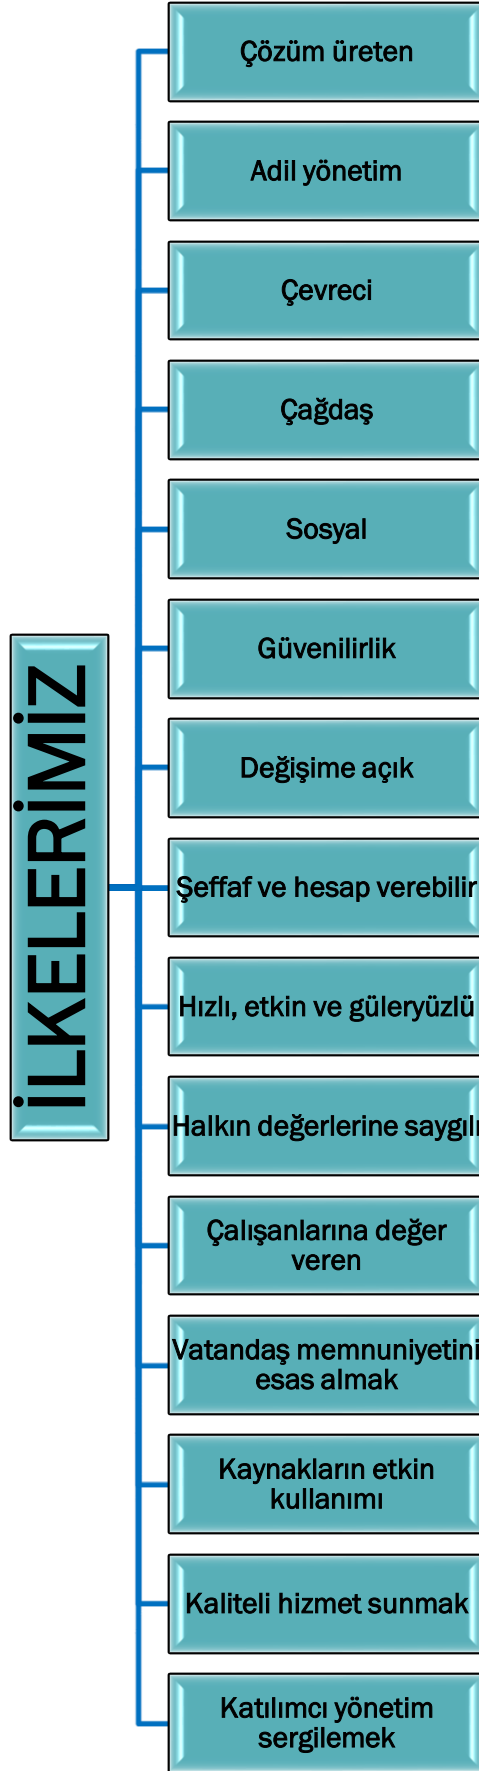 İLKELERİMİZ
Çözüm üreten
Adil yönetim
Çevreci
Çağdaş
Sosyal
Güvenilirlik
Değişime açık
Şeffaf ve hesap verebilir
Hızlı, etkin ve güleryüzlü
Halkın değerlerine saygılı
Çalışanlarına değer
veren
Vatandaş memnuniyetini
esas almak
Kaynakların etkin
kullanımı
Kaliteli hizmet sunmak
Katılımcı yönetim
sergilemek